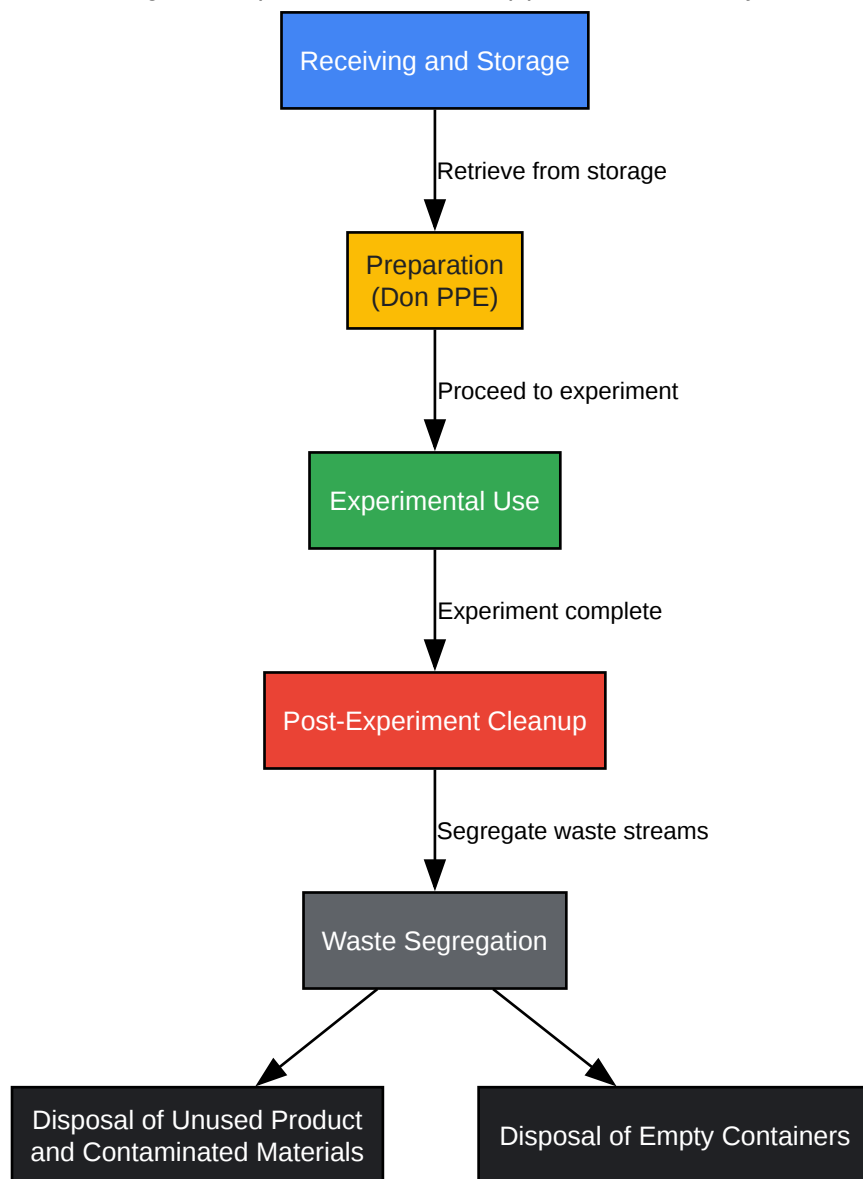 Receiving and Storage
Retrieve from storage
Preparation
(Don PPE)
Proceed to experiment
Experimental Use
Experiment complete
Post-Experiment Cleanup
Segregate waste streams
Waste Segregation
Disposal of Unused Product
and Contaminated Materials
Disposal of Empty Containers